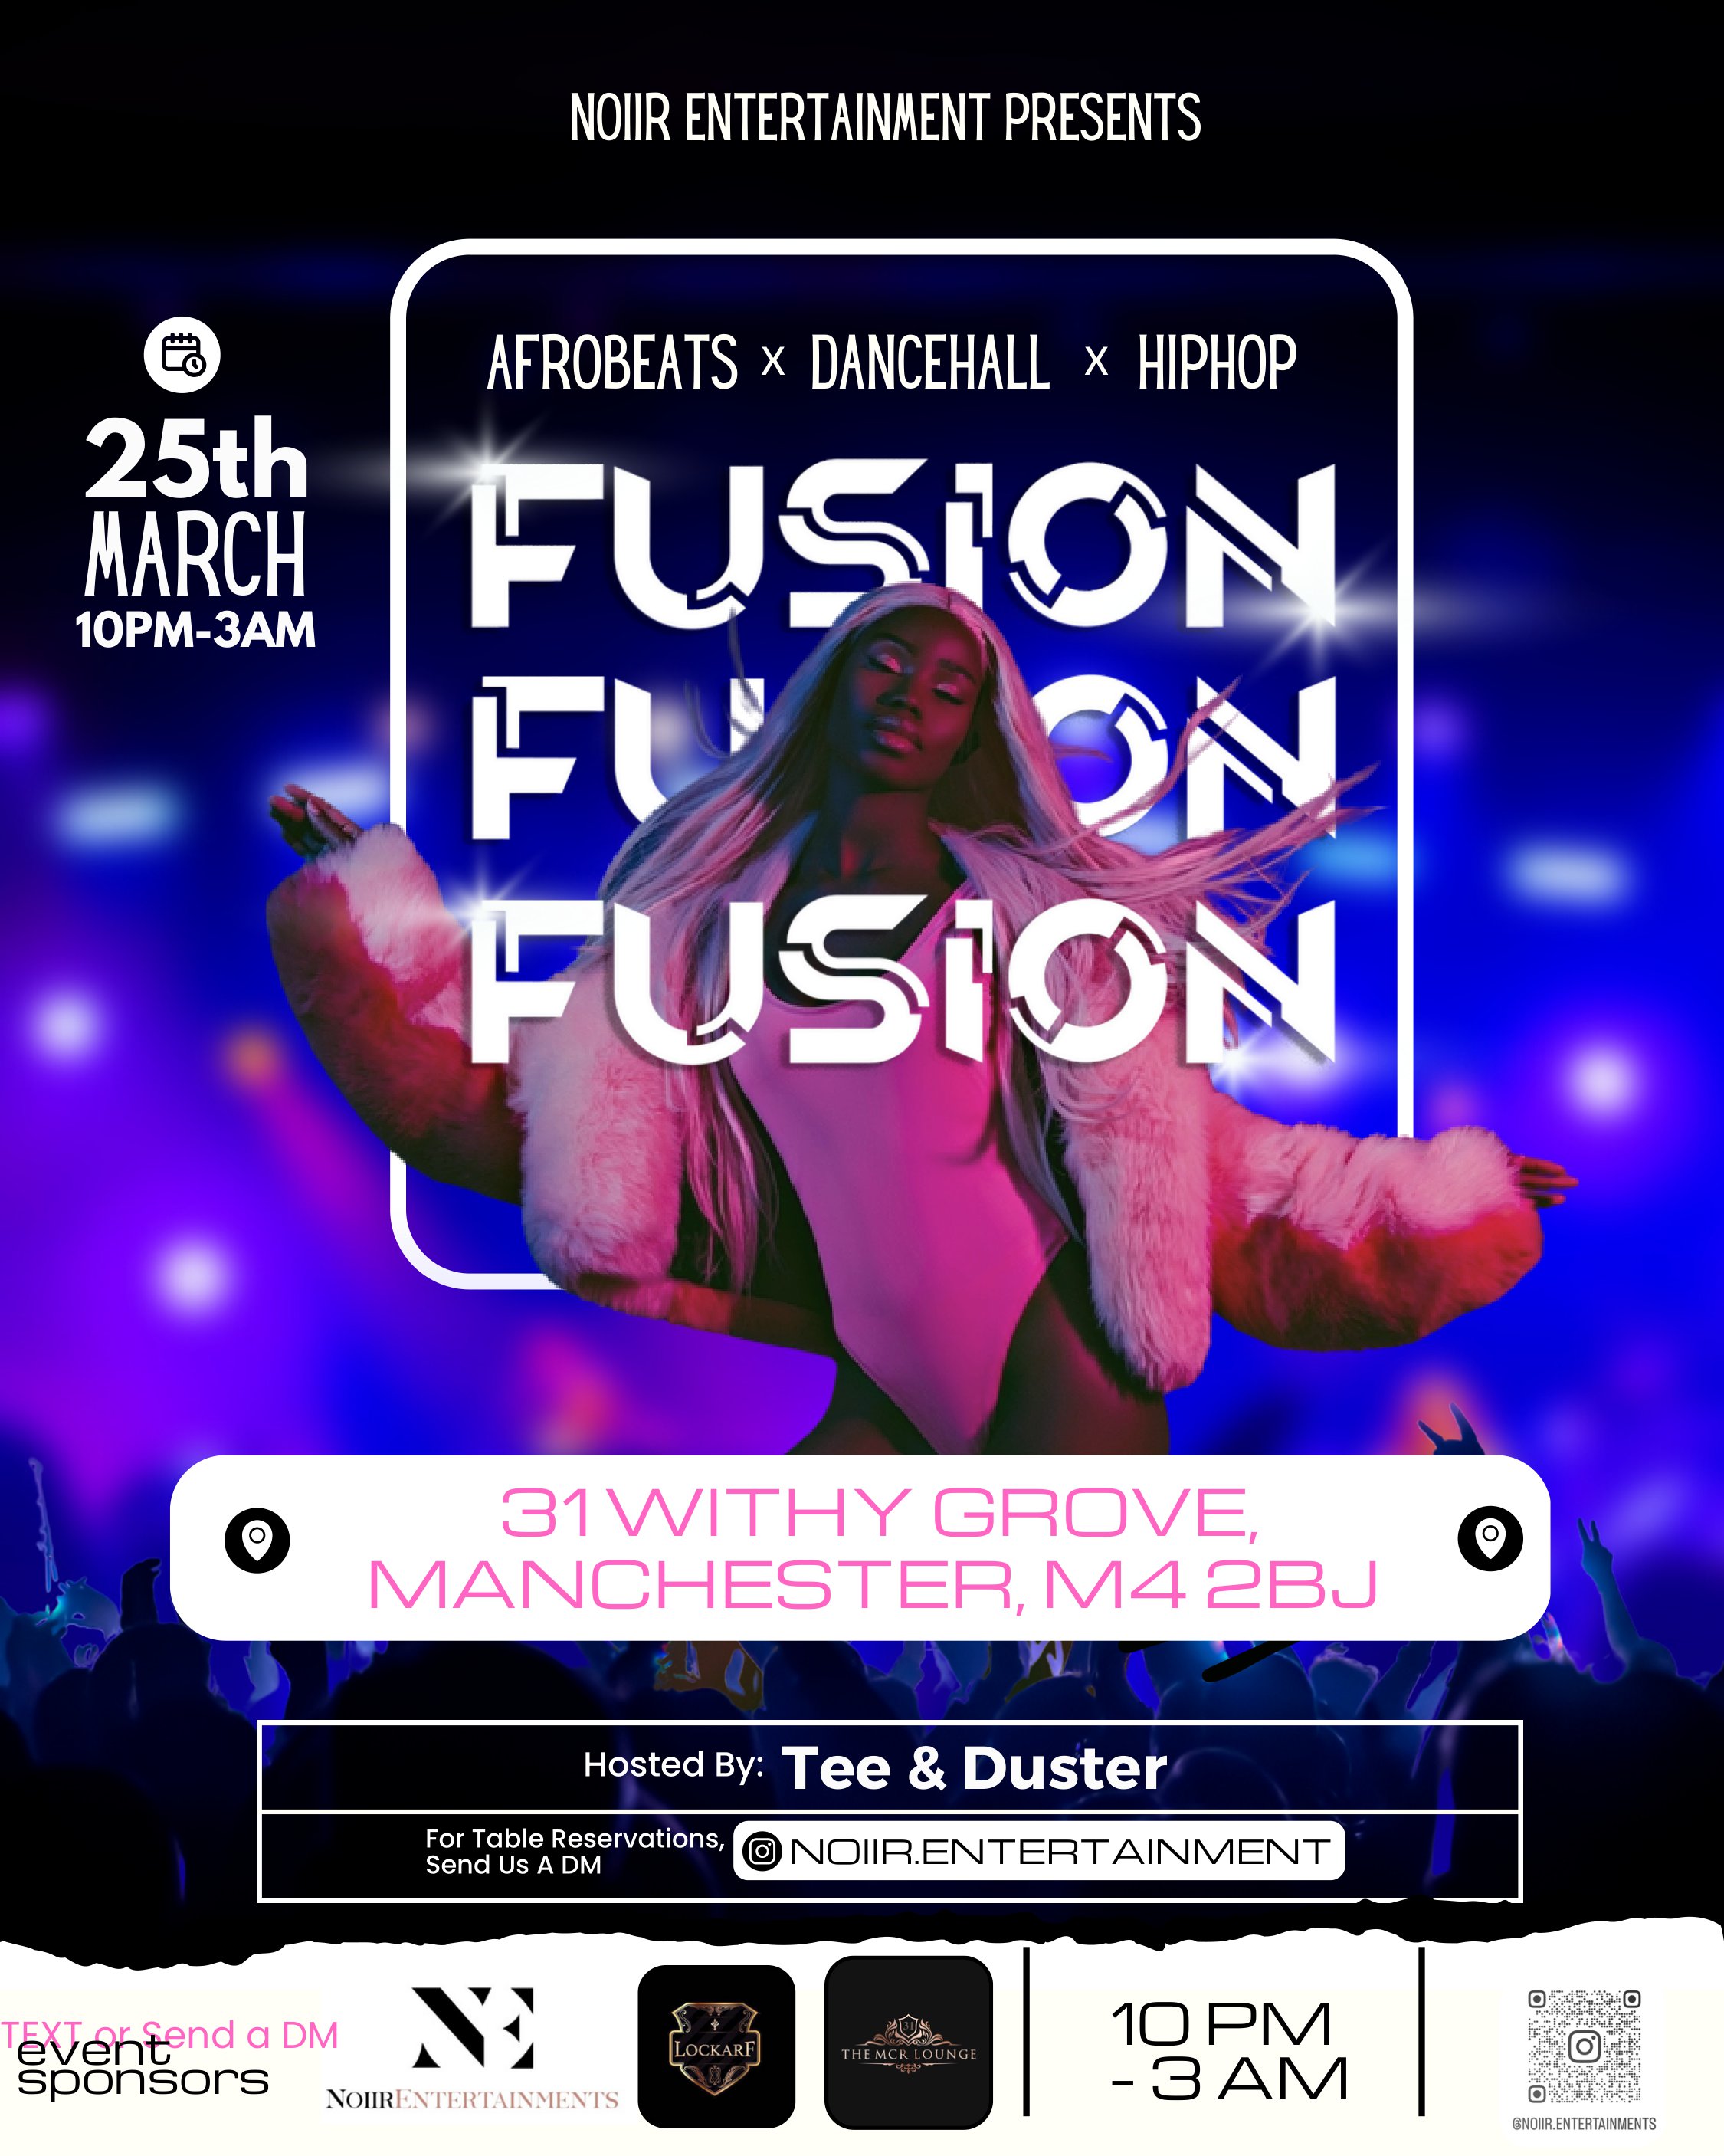 NOIIR ENTERTAINMENT PRESENTS
AFROBEATS x DANCEHALL x HIPHOP
25th
MARCH
10PM-3AM
FUSION
FUSION
FUSION
31 WITHY GROVE,
MANCHESTER, M4 2BJ
Hosted By: Tee & Duster
For Table Reservations,
Send Us A DM
NOIIR.ENTERTAINMENT
TEXT or Send a DM
event
sponsors
NE
NOIIRENTERTAINMENTS
LOCKARF
31
THE MCR LOUNGE
10 PM
- 3 AM
@NOIIR.ENTERTAINMENTS